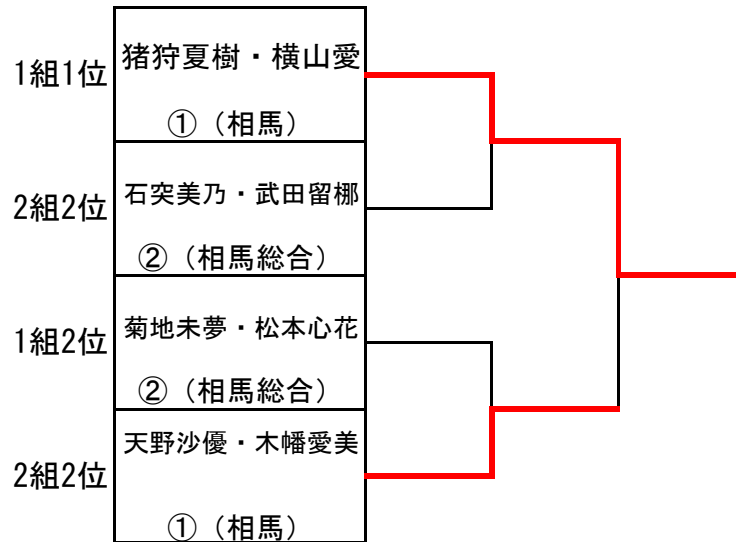 1組1位
猪狩夏樹・横山愛
①（相馬）
2組2位
石突美乃・武田留梛
②（相馬総合）
1組2位
菊地未夢・松本心花
②（相馬総合）
2組2位
天野沙優・木幡愛美
①（相馬）